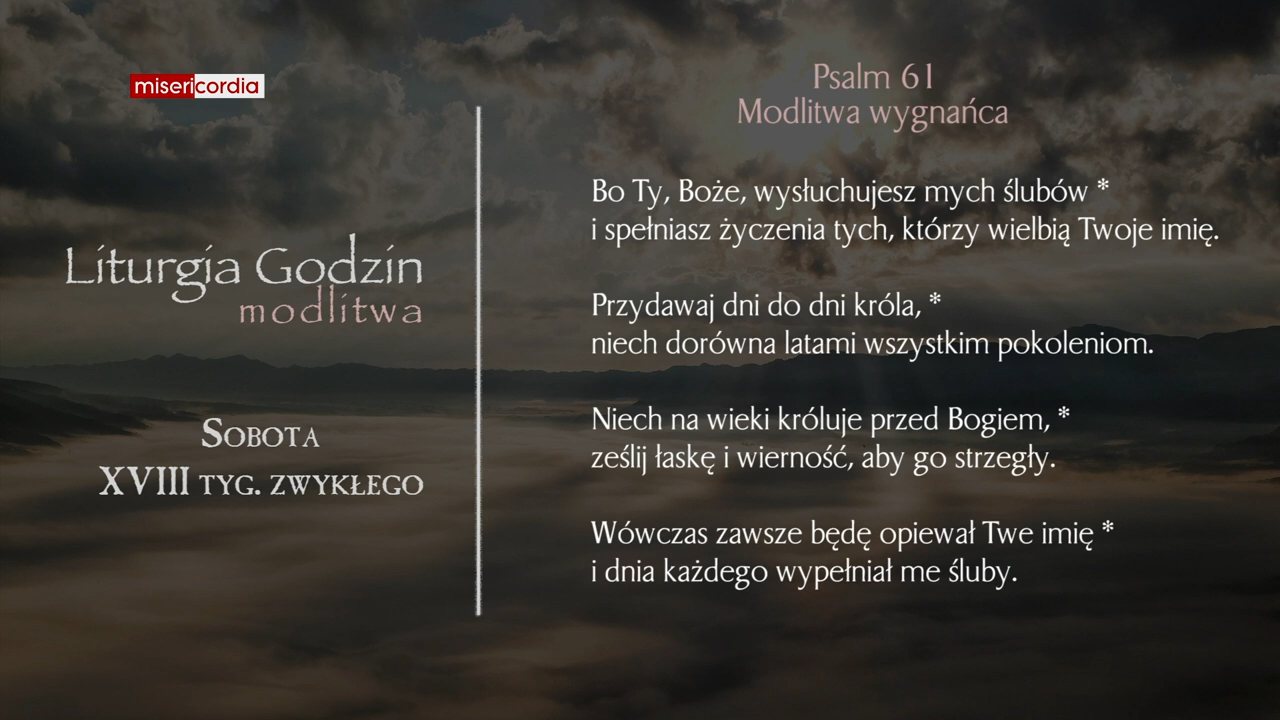 misericordia
Liturgia Godzin
modlitwa
Sobota
XVIII tyg. zwykłego
Psalm 61
Modlitwa wygnańca
Bo Ty, Boże, wysłuchujesz mych ślubów *
i spełniasz życzenia tych, którzy wielbią Twoje imię.
Przydawaj dni do dni króla, *
niech dorówna latami wszystkim pokoleniom.
Niech na wieki króluje przed Bogiem, *
ześlij łaskę i wierność, aby go strzegły.
Wówczas zawsze będę opiewał Twe imię *
i dnia każdego wypełniał me śluby.